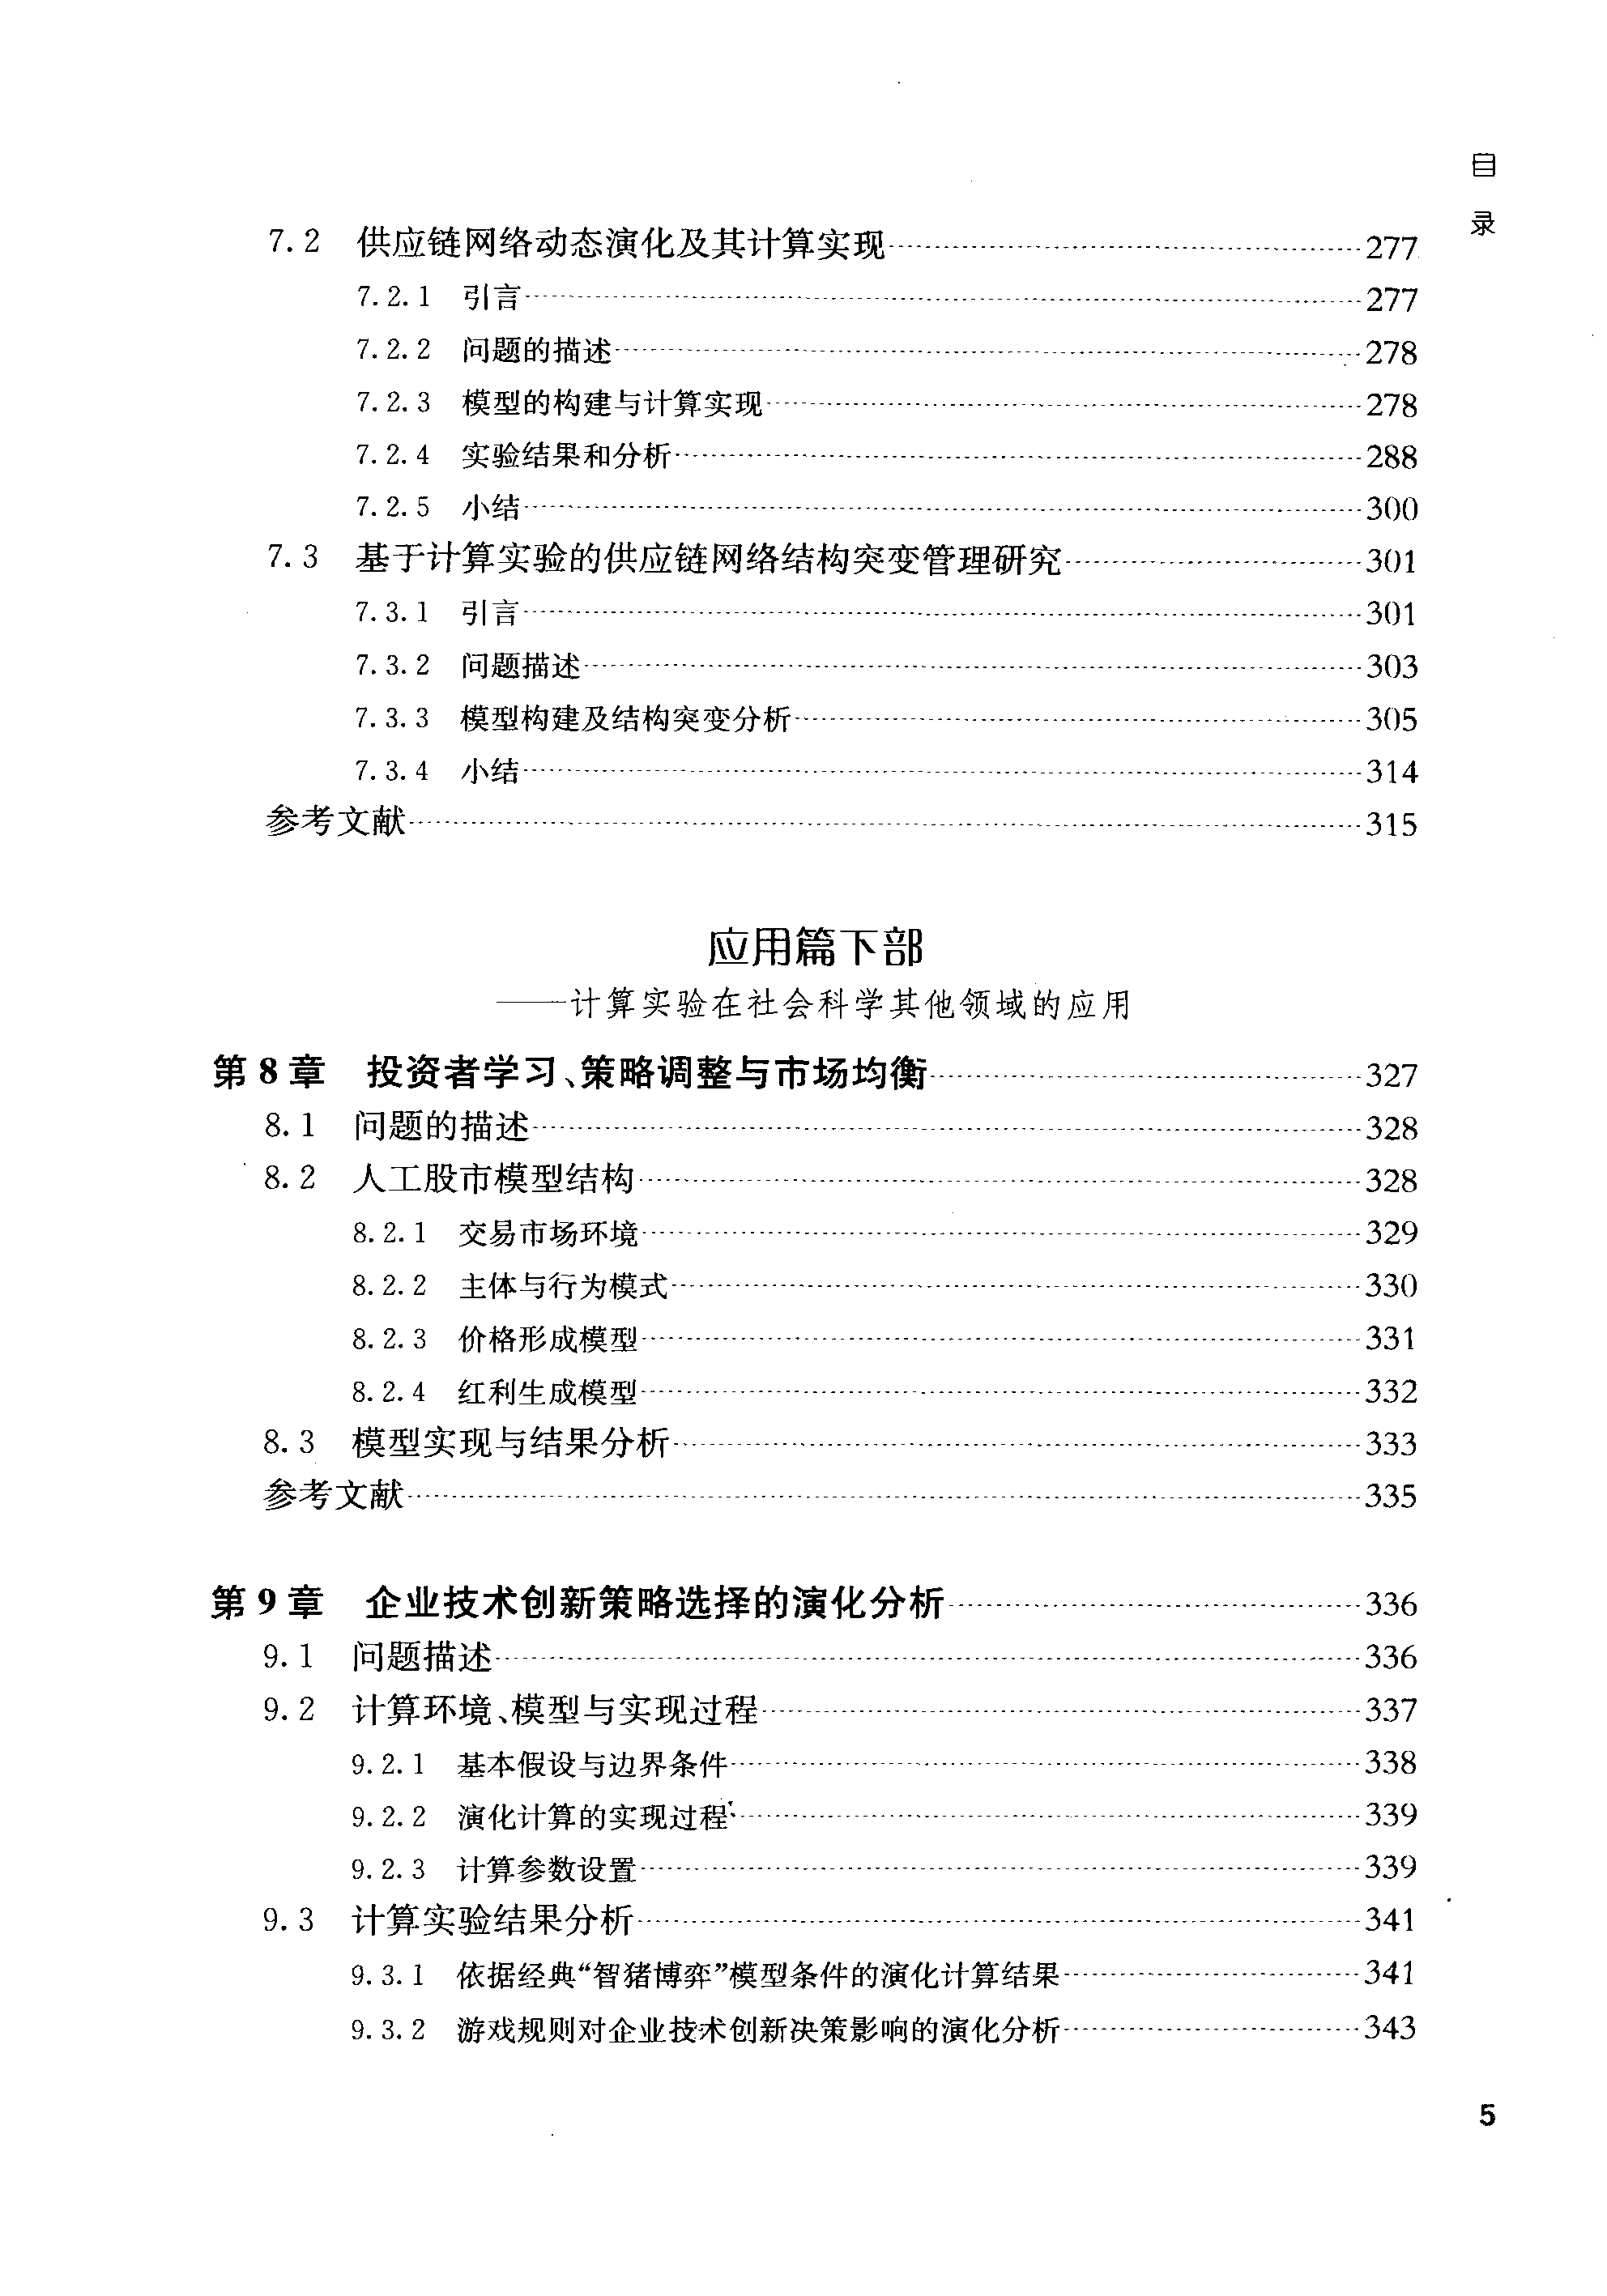 目
录
7.2 供应链网络动态演化及其计算实现……277
7.2.1 引言……277
7.2.2 问题的描述……278
7.2.3 模型的构建与计算实现……278
7.2.4 实验结果和分析……288
7.2.5 小结……300
7.3 基于计算实验的供应链网络结构突变管理研究……301
7.3.1 引言……301
7.3.2 问题描述……303
7.3.3 模型构建及结构突变分析……305
7.3.4 小结……314
参考文献……315
应用篇下部
——计算实验在社会科学其他领域的应用
第8章 投资者学习、策略调整与市场均衡……327
8.1 问题的描述……328
8.2 人工股市模型结构……328
8.2.1 交易市场环境……329
8.2.2 主体与行为模式……330
8.2.3 价格形成模型……331
8.2.4 红利生成模型……332
8.3 模型实现与结果分析……333
参考文献……335
第9章 企业技术创新策略选择的演化分析……336
9.1 问题描述……336
9.2 计算环境、模型与实现过程……337
9.2.1 基本假设与边界条件……338
9.2.2 演化计算的实现过程……339
9.2.3 计算参数设置……339
9.3 计算实验结果分析……341
9.3.1 依据经典“智猪博弈”模型条件的演化计算结果……341
9.3.2 游戏规则对企业技术创新决策影响的演化分析……343
5